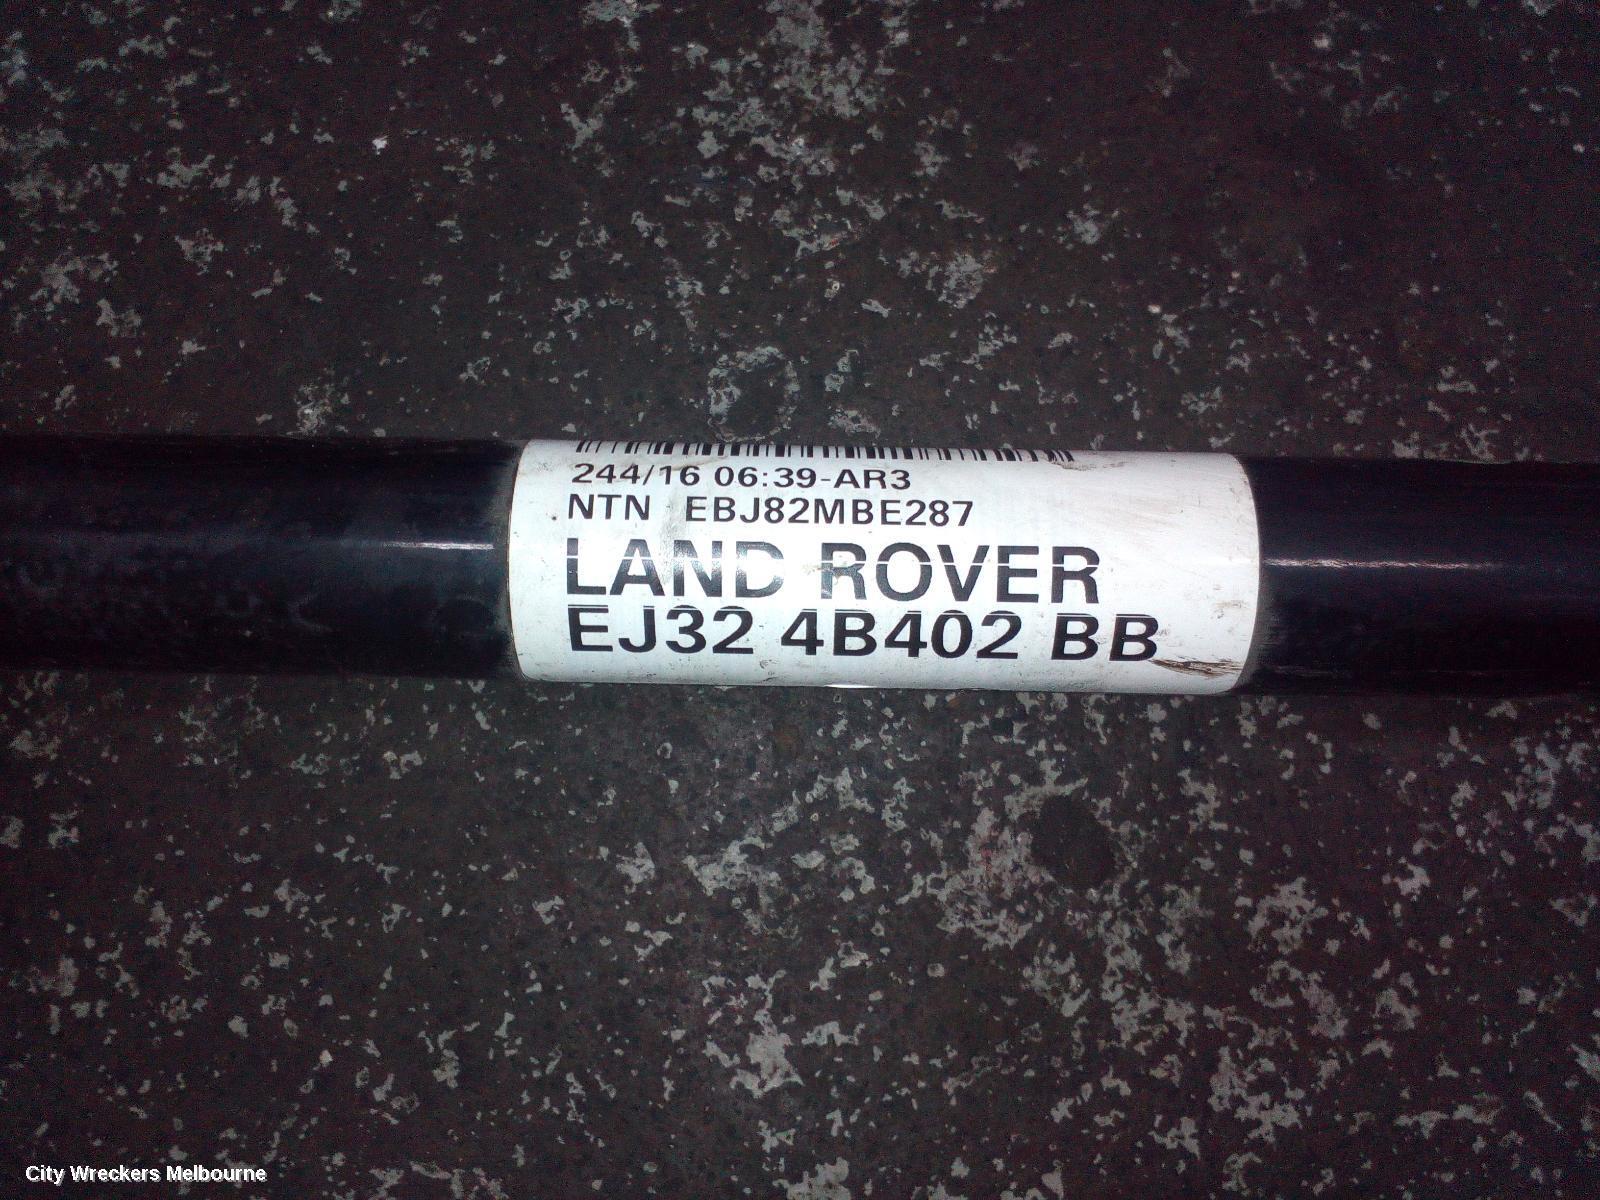 244/16 06:39-AR3
NTN EBJ82MBE287
LAND ROVER
EJ32 4B402 BB
City Wreckers Melbourne